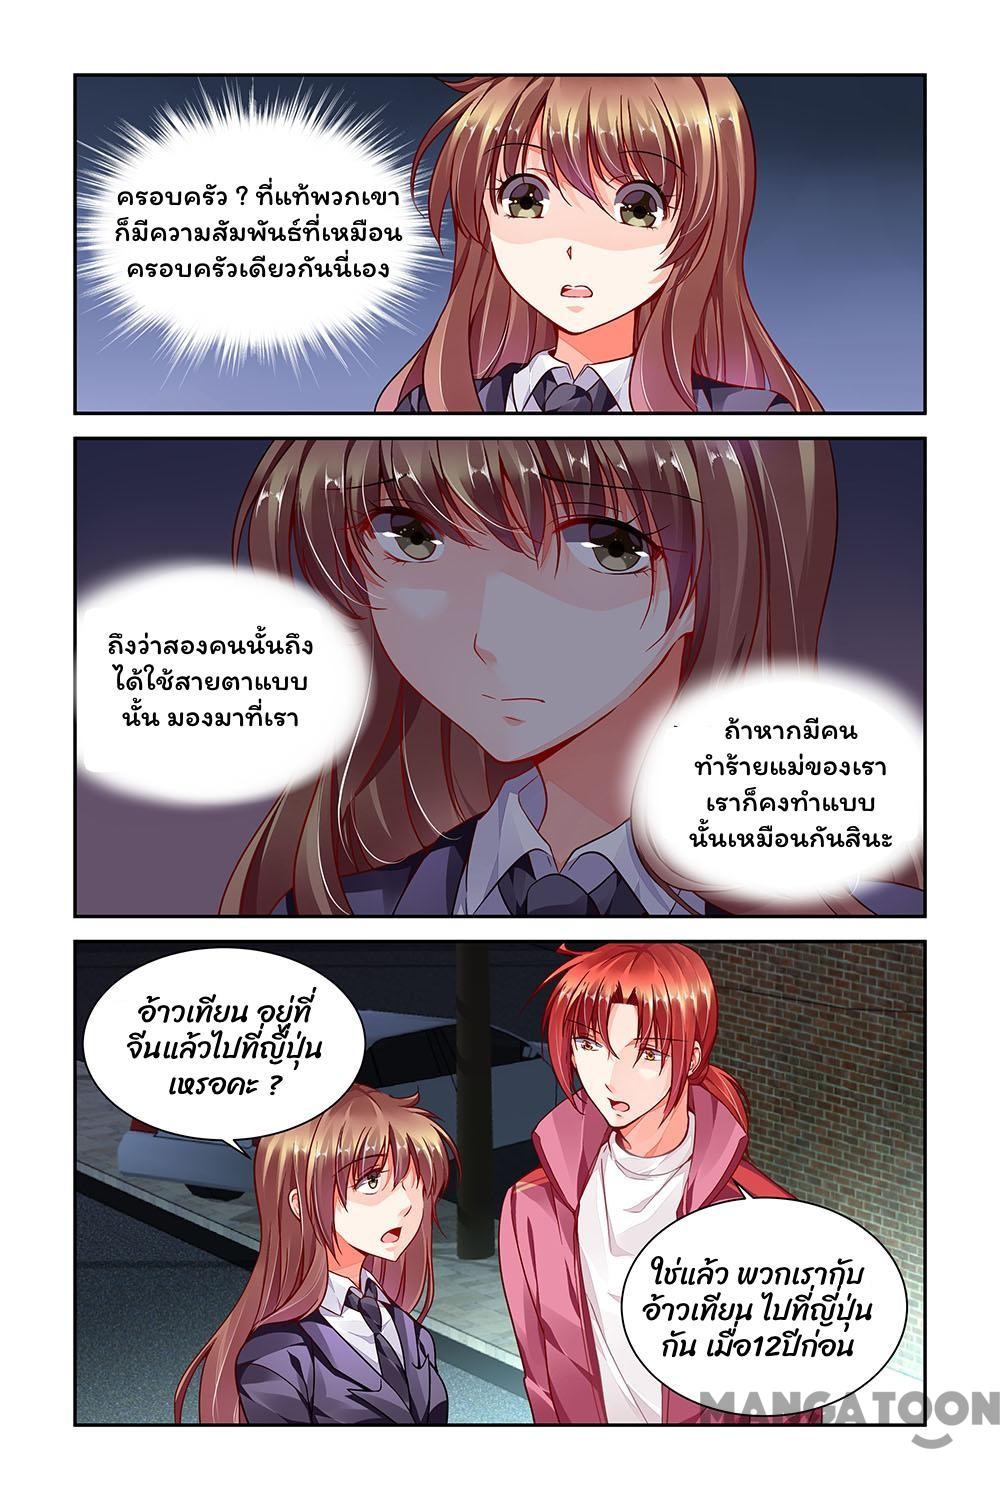 ครอบครัว ? ที่แท้พวกเขา
ก็มีความสัมพันธ์ที่เหมือน
ครอบครัวเดียวกันนี่เอง
ถึงว่าสองคนนั้นถึง
ได้ใช้สายตาแบบ
นั้น มองมาที่เรา
ถ้าหากมีคน
ทำร้ายแม่ของเรา
เราก็คงทำแบบ
นั้นเหมือนกันสินะ
อ้าวเทียน อยู่ที่
จีนแล้วไปที่ญี่ปุ่น
เหรอคะ ?
ใช่แล้ว พวกเรากับ
อ้าวเทียน ไปที่ญี่ปุ่น
กัน เมื่อ12ปีก่อน
MANGATOON